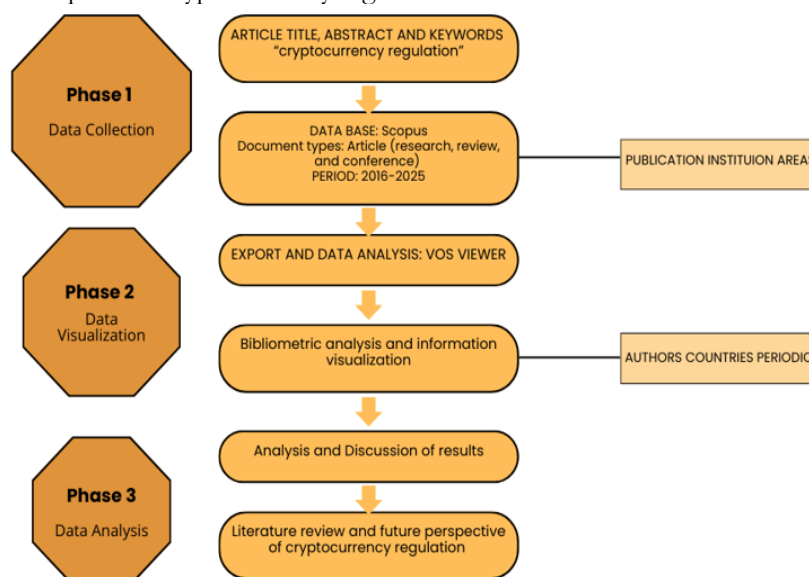 ARTICLE TITLE, ABSTRACT AND KEYWORDS
“cryptocurrency regulation”
Phase 1
Data Collection
DATA BASE: Scopus
Document types: Article (research, review,
and conference)
PERIOD: 2016-2025
PUBLICATION INSTITUION AREAS
EXPORT AND DATA ANALYSIS: VOS VIEWER
Phase 2
Data
Visualization
Bibliometric analysis and information
visualization
AUTHORS COUNTRIES PERIODIC
Analysis and Discussion of results
Phase 3
Data Analysis
Literature review and future perspective
of cryptocurrency regulation